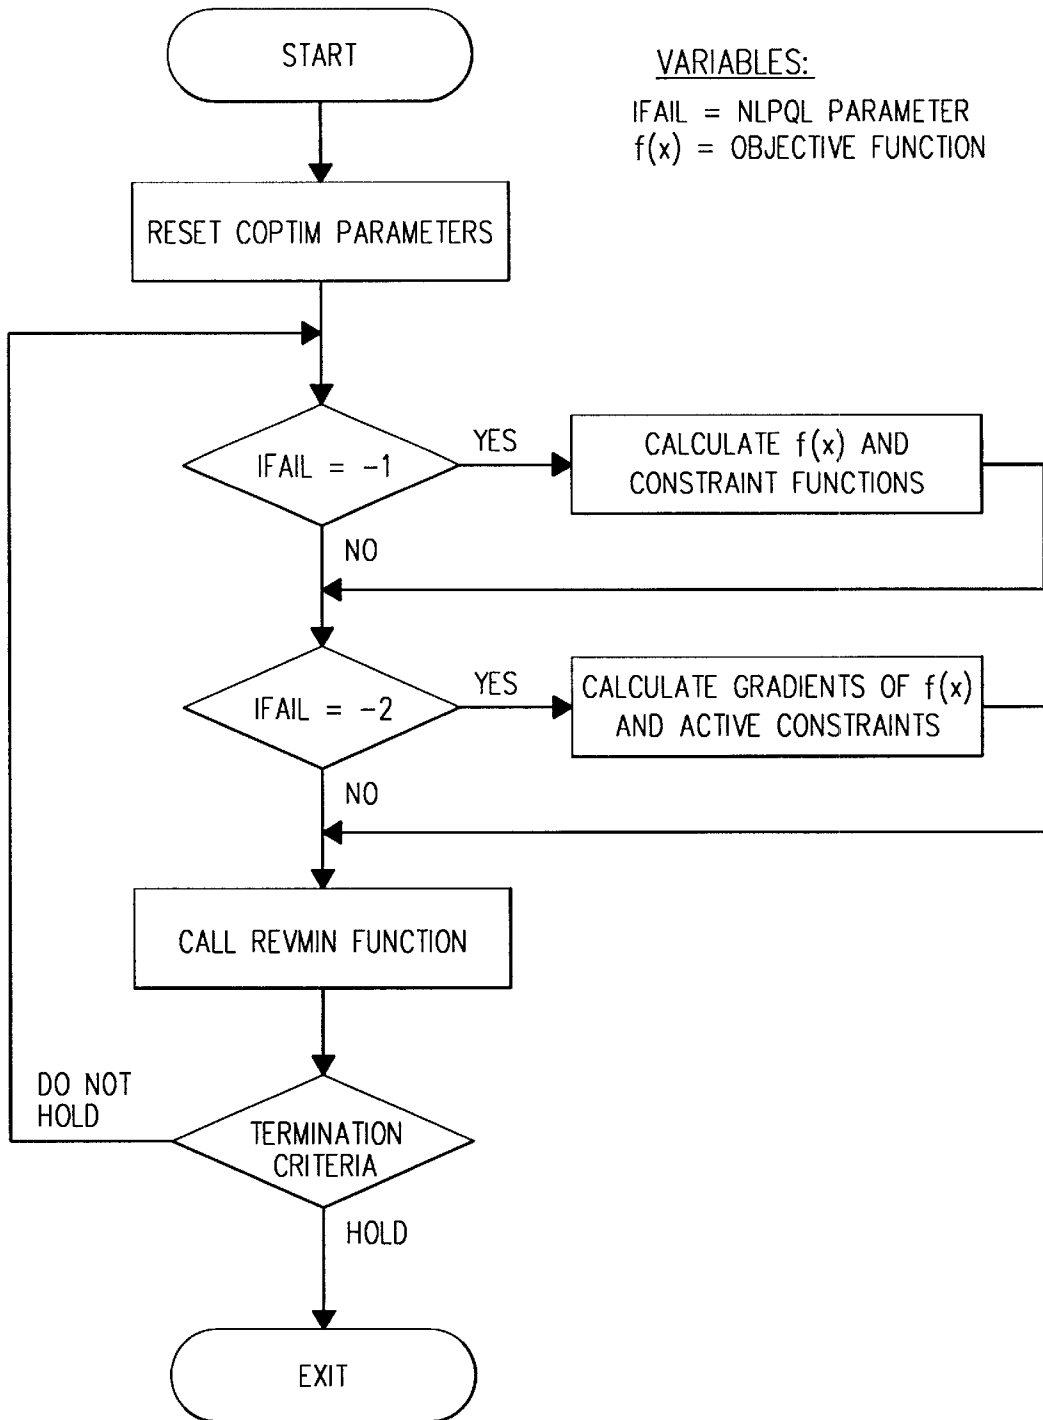 START
VARIABLES:
IFAIL = NLPQL PARAMETER
f(x) = OBJECTIVE FUNCTION
RESET COPTIM PARAMETERS
IFAIL = -1
YES
CALCULATE f(x) AND
CONSTRAINT FUNCTIONS
NO
IFAIL = -2
YES
CALCULATE GRADIENTS OF f(x)
AND ACTIVE CONSTRAINTS
NO
CALL REVMIN FUNCTION
DO NOT
HOLD
TERMINATION
CRITERIA
HOLD
EXIT